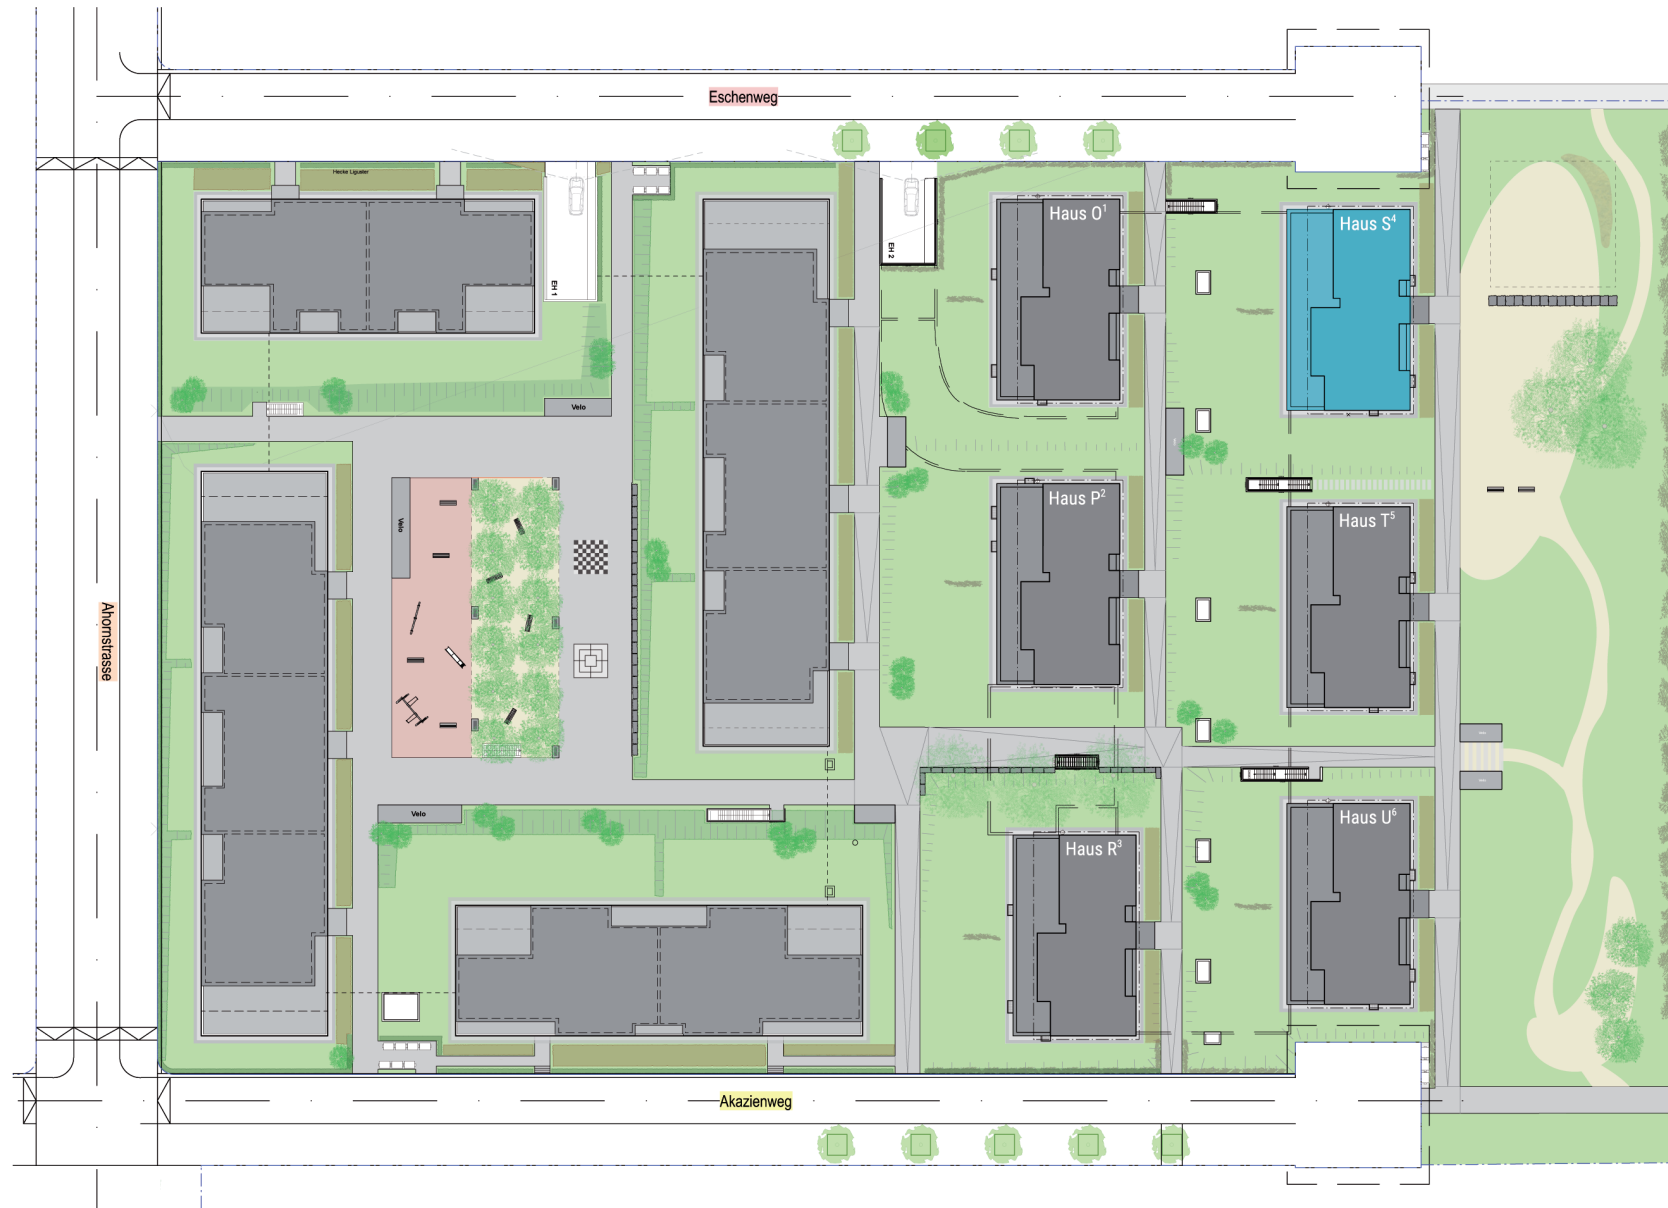 Eschenweg
Hecke Liguster
EH 1
EH 2
Haus O¹
Haus S⁴
Velo
Haus P²
Haus T⁵
Velo
Ahornstrasse
Velo
Haus R³
Haus U⁶
Akazienweg